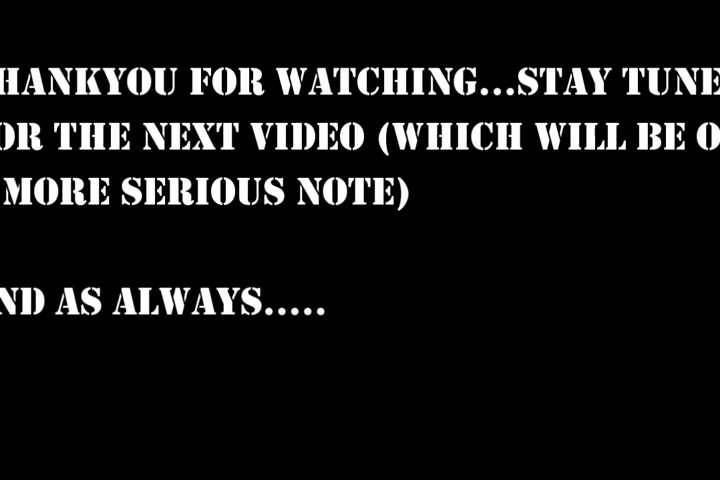 HANKYOU FOR WATCHING...STAY TUNE
OR THE NEXT VIDEO (WHICH WILL BE O
MORE SERIOUS NOTE)
ND AS ALWAYS.....